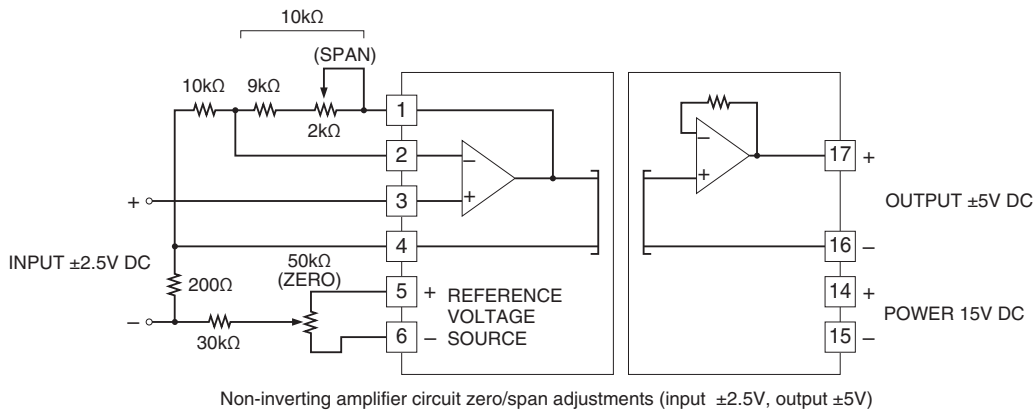 10kΩ
(SPAN)
10kΩ
9kΩ
2kΩ
1
2
–
+
3
4
+
INPUT ±2.5V DC
–
200Ω
30kΩ
50kΩ
(ZERO)
5
+
6
–
REFERENCE
VOLTAGE
SOURCE
–
+
17
+
OUTPUT ±5V DC
16
–
14
+
POWER 15V DC
15
–
Non-inverting amplifier circuit zero/span adjustments (input ±2.5V, output ±5V)